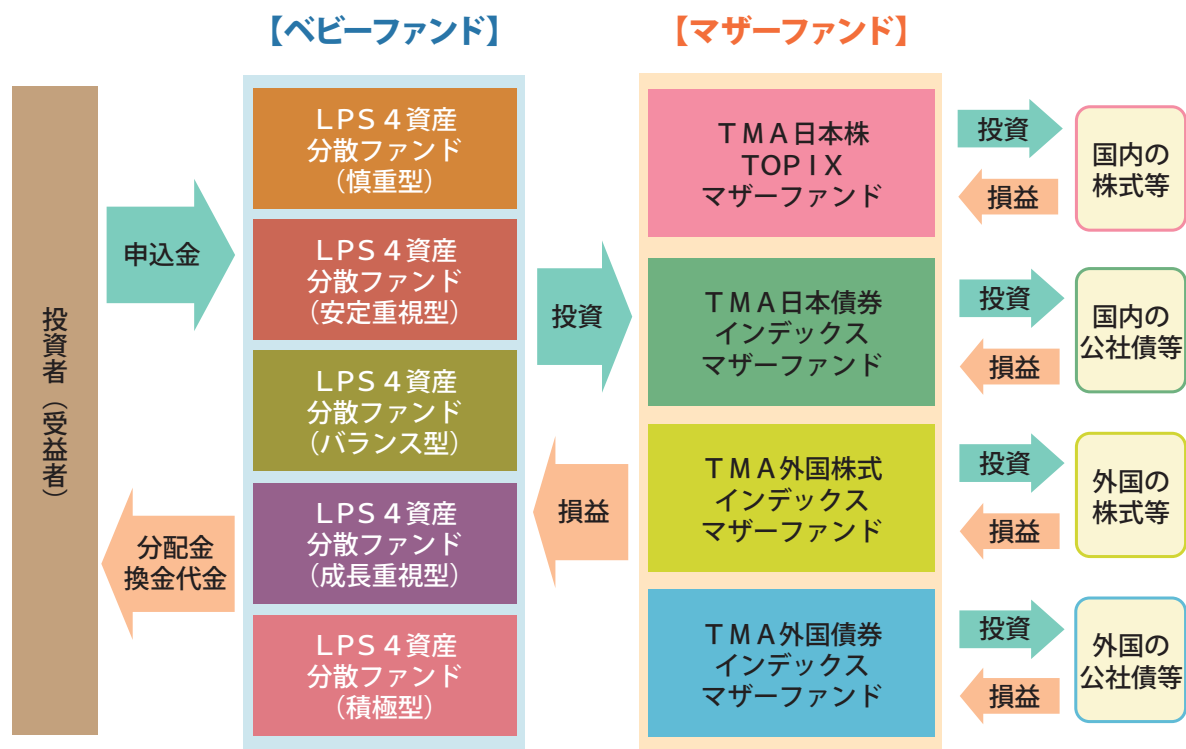 【ベビーファンド】
【マザーファンド】
投資者（受益者）
申込金
分配金
換金代金
ＬＰＳ４資産
分散ファンド
（慎重型）
ＬＰＳ４資産
分散ファンド
（安定重視型）
ＬＰＳ４資産
分散ファンド
（バランス型）
ＬＰＳ４資産
分散ファンド
（成長重視型）
ＬＰＳ４資産
分散ファンド
（積極型）
投資
損益
ＴＭＡ日本株
ＴＯＰＩＸ
マザーファンド
投資
損益
国内の
株式等
ＴＭＡ日本債券
インデックス
マザーファンド
投資
損益
国内の
公社債等
ＴＭＡ外国株式
インデックス
マザーファンド
投資
損益
外国の
株式等
ＴＭＡ外国債券
インデックス
マザーファンド
投資
損益
外国の
公社債等